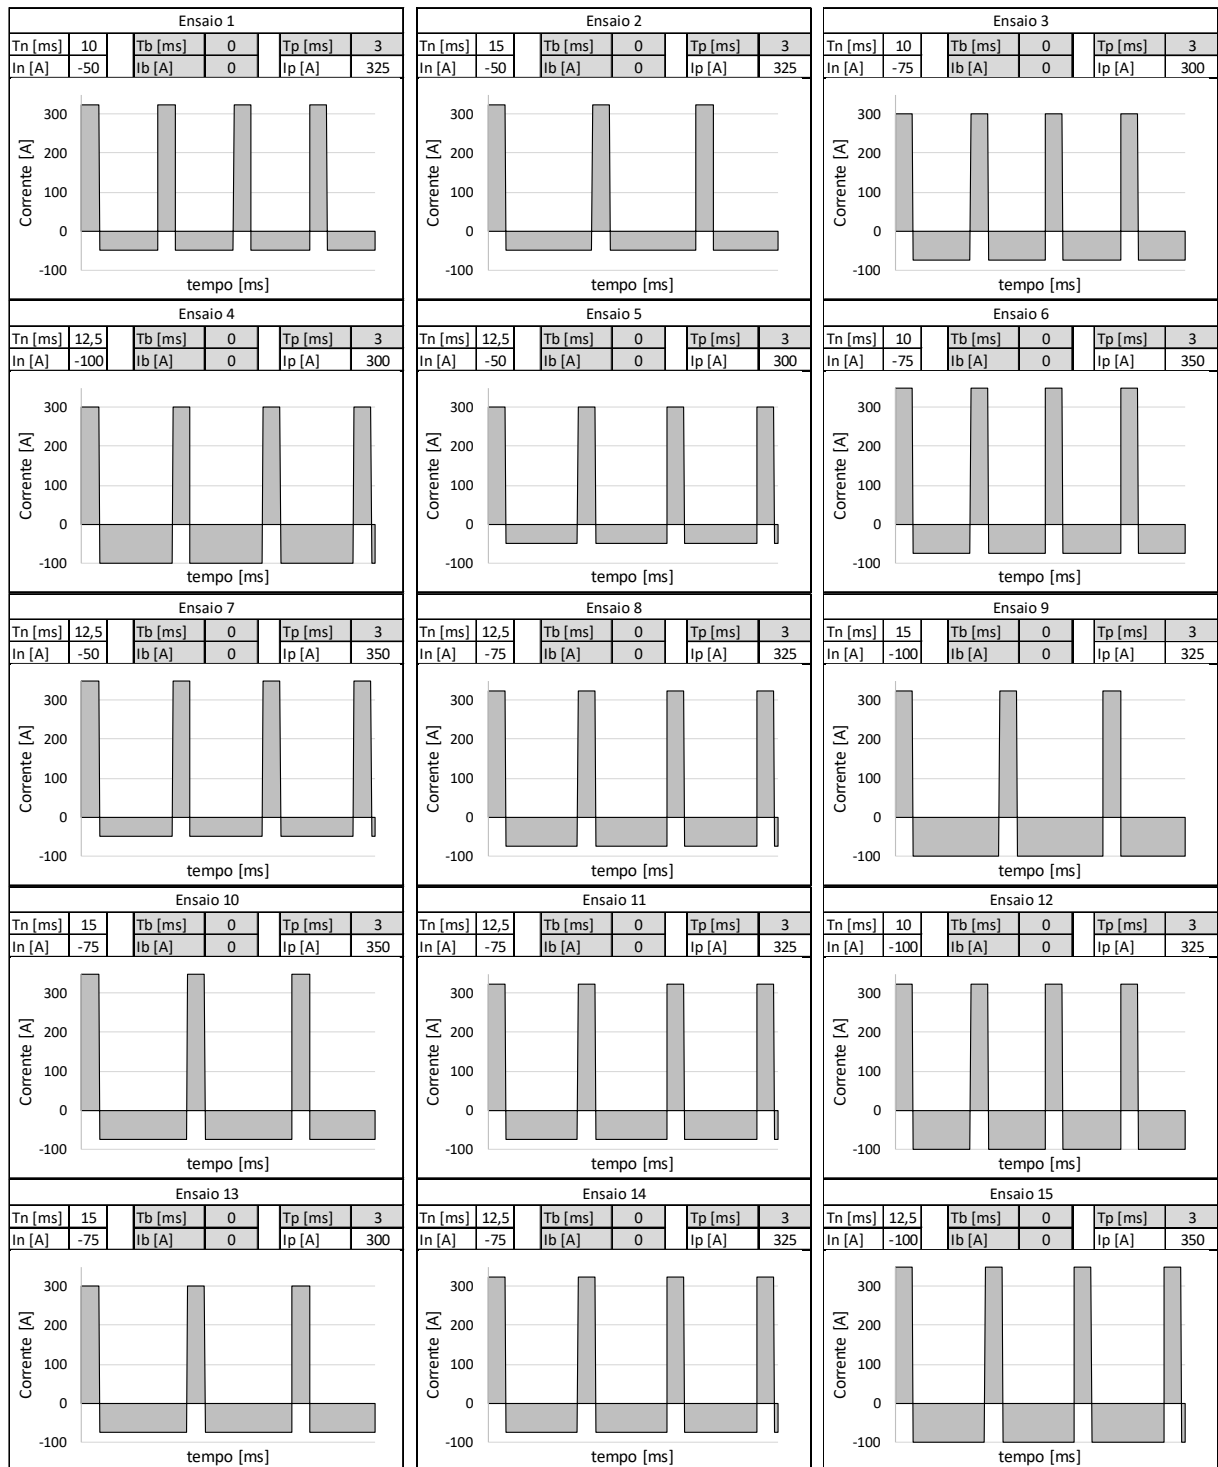 Ensaio 1 Ensaio 2 Ensaio 3
Tn [ms] 10 Tb [ms] 0 Tp [ms] 3 Tn [ms] 15 Tb [ms] 0 Tp [ms] 3 Tn [ms] 10 Tb [ms] 0 Tp [ms] 3
In [A] -50 Ib [A] 0 Ip [A] 325 In [A] -50 Ib [A] 0 Ip [A] 325 In [A] -75 Ib [A] 0 Ip [A] 300
300 300 300
200 200 200
100 100 100
0 0 0
-100 -100 -100
Corrente [A] Corrente [A] Corrente [A]
tempo [ms] tempo [ms] tempo [ms]
Ensaio 4 Ensaio 5 Ensaio 6
Tn [ms] 12,5 Tb [ms] 0 Tp [ms] 3 Tn [ms] 12,5 Tb [ms] 0 Tp [ms] 3 Tn [ms] 10 Tb [ms] 0 Tp [ms] 3
In [A] -100 Ib [A] 0 Ip [A] 300 In [A] -50 Ib [A] 0 Ip [A] 300 In [A] -75 Ib [A] 0 Ip [A] 350
300 300 300
200 200 200
100 100 100
0 0 0
-100 -100 -100
Corrente [A] Corrente [A] Corrente [A]
tempo [ms] tempo [ms] tempo [ms]
Ensaio 7 Ensaio 8 Ensaio 9
Tn [ms] 12,5 Tb [ms] 0 Tp [ms] 3 Tn [ms] 12,5 Tb [ms] 0 Tp [ms] 3 Tn [ms] 15 Tb [ms] 0 Tp [ms] 3
In [A] -50 Ib [A] 0 Ip [A] 350 In [A] -75 Ib [A] 0 Ip [A] 325 In [A] -100 Ib [A] 0 Ip [A] 325
300 300 300
200 200 200
100 100 100
0 0 0
-100 -100 -100
Corrente [A] Corrente [A] Corrente [A]
tempo [ms] tempo [ms] tempo [ms]
Ensaio 10 Ensaio 11 Ensaio 12
Tn [ms] 15 Tb [ms] 0 Tp [ms] 3 Tn [ms] 12,5 Tb [ms] 0 Tp [ms] 3 Tn [ms] 10 Tb [ms] 0 Tp [ms] 3
In [A] -75 Ib [A] 0 Ip [A] 350 In [A] -75 Ib [A] 0 Ip [A] 325 In [A] -100 Ib [A] 0 Ip [A] 325
300 300 300
200 200 200
100 100 100
0 0 0
-100 -100 -100
Corrente [A] Corrente [A] Corrente [A]
tempo [ms] tempo [ms] tempo [ms]
Ensaio 13 Ensaio 14 Ensaio 15
Tn [ms] 15 Tb [ms] 0 Tp [ms] 3 Tn [ms] 12,5 Tb [ms] 0 Tp [ms] 3 Tn [ms] 12,5 Tb [ms] 0 Tp [ms] 3
In [A] -75 Ib [A] 0 Ip [A] 300 In [A] -75 Ib [A] 0 Ip [A] 325 In [A] -100 Ib [A] 0 Ip [A] 350
300 300 300
200 200 200
100 100 100
0 0 0
-100 -100 -100
Corrente [A] Corrente [A] Corrente [A]
tempo [ms] tempo [ms] tempo [ms]